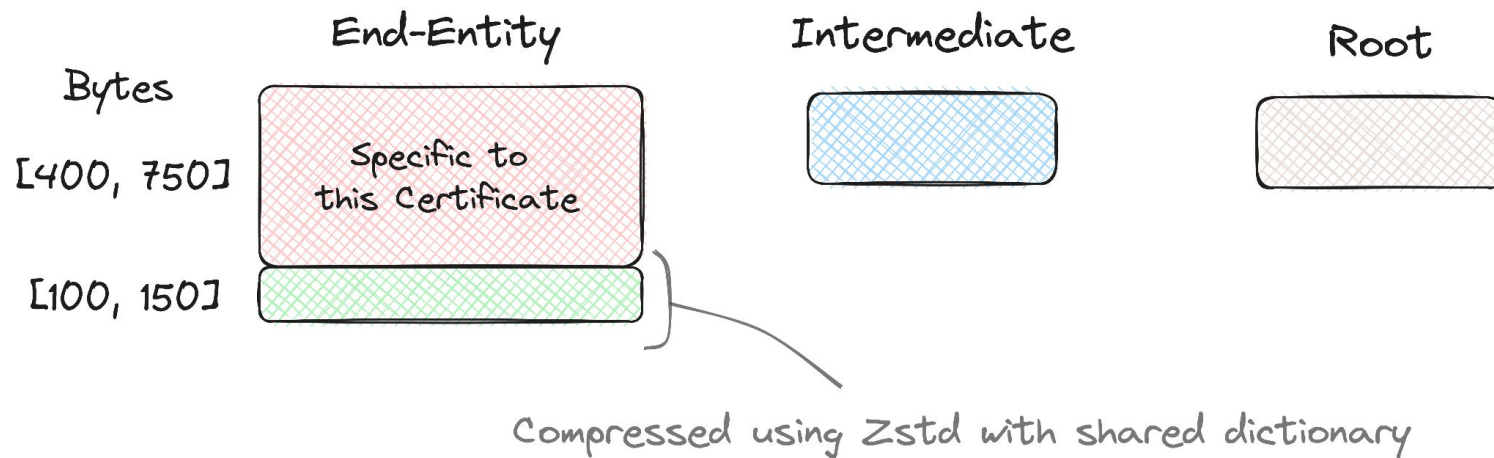 End-Entity
Intermediate
Root
Bytes
[400, 750]
Specific to
this Certificate
[100, 150]
Compressed using Zstd with shared dictionary